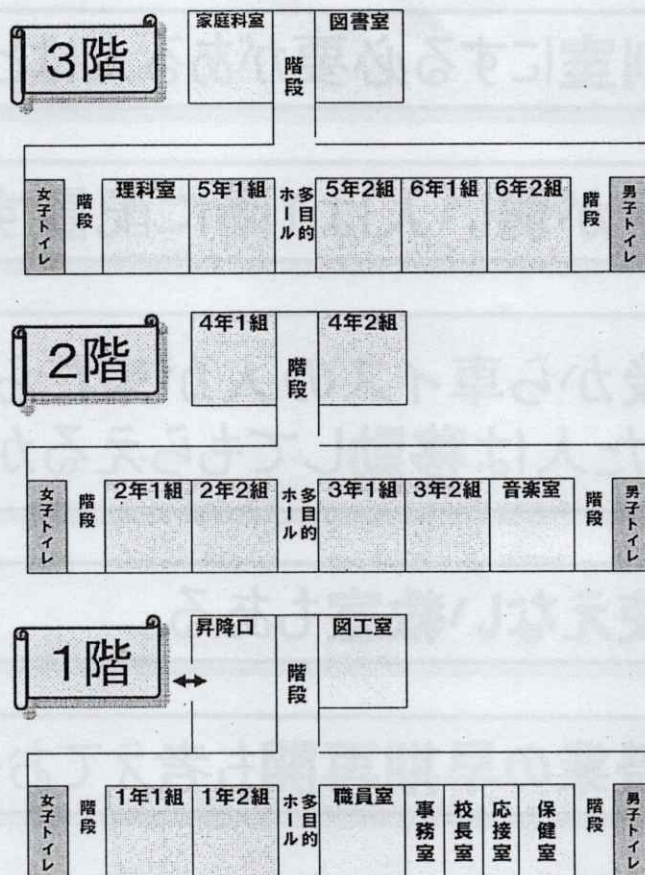 家庭科室
図書室
3階
階段
女子トイレ
階段
理科室
5年1組
多目的
ホール
5年2組
6年1組
6年2組
階段
男子トイレ
4年1組
4年2組
2階
階段
女子トイレ
階段
2年1組
2年2組
多目的
ホール
3年1組
3年2組
音楽室
階段
男子トイレ
昇降口
図工室
1階
階段
女子トイレ
階段
1年1組
1年2組
多目的
ホール
職員室
事務室
校長室
応接室
保健室
階段
男子トイレ